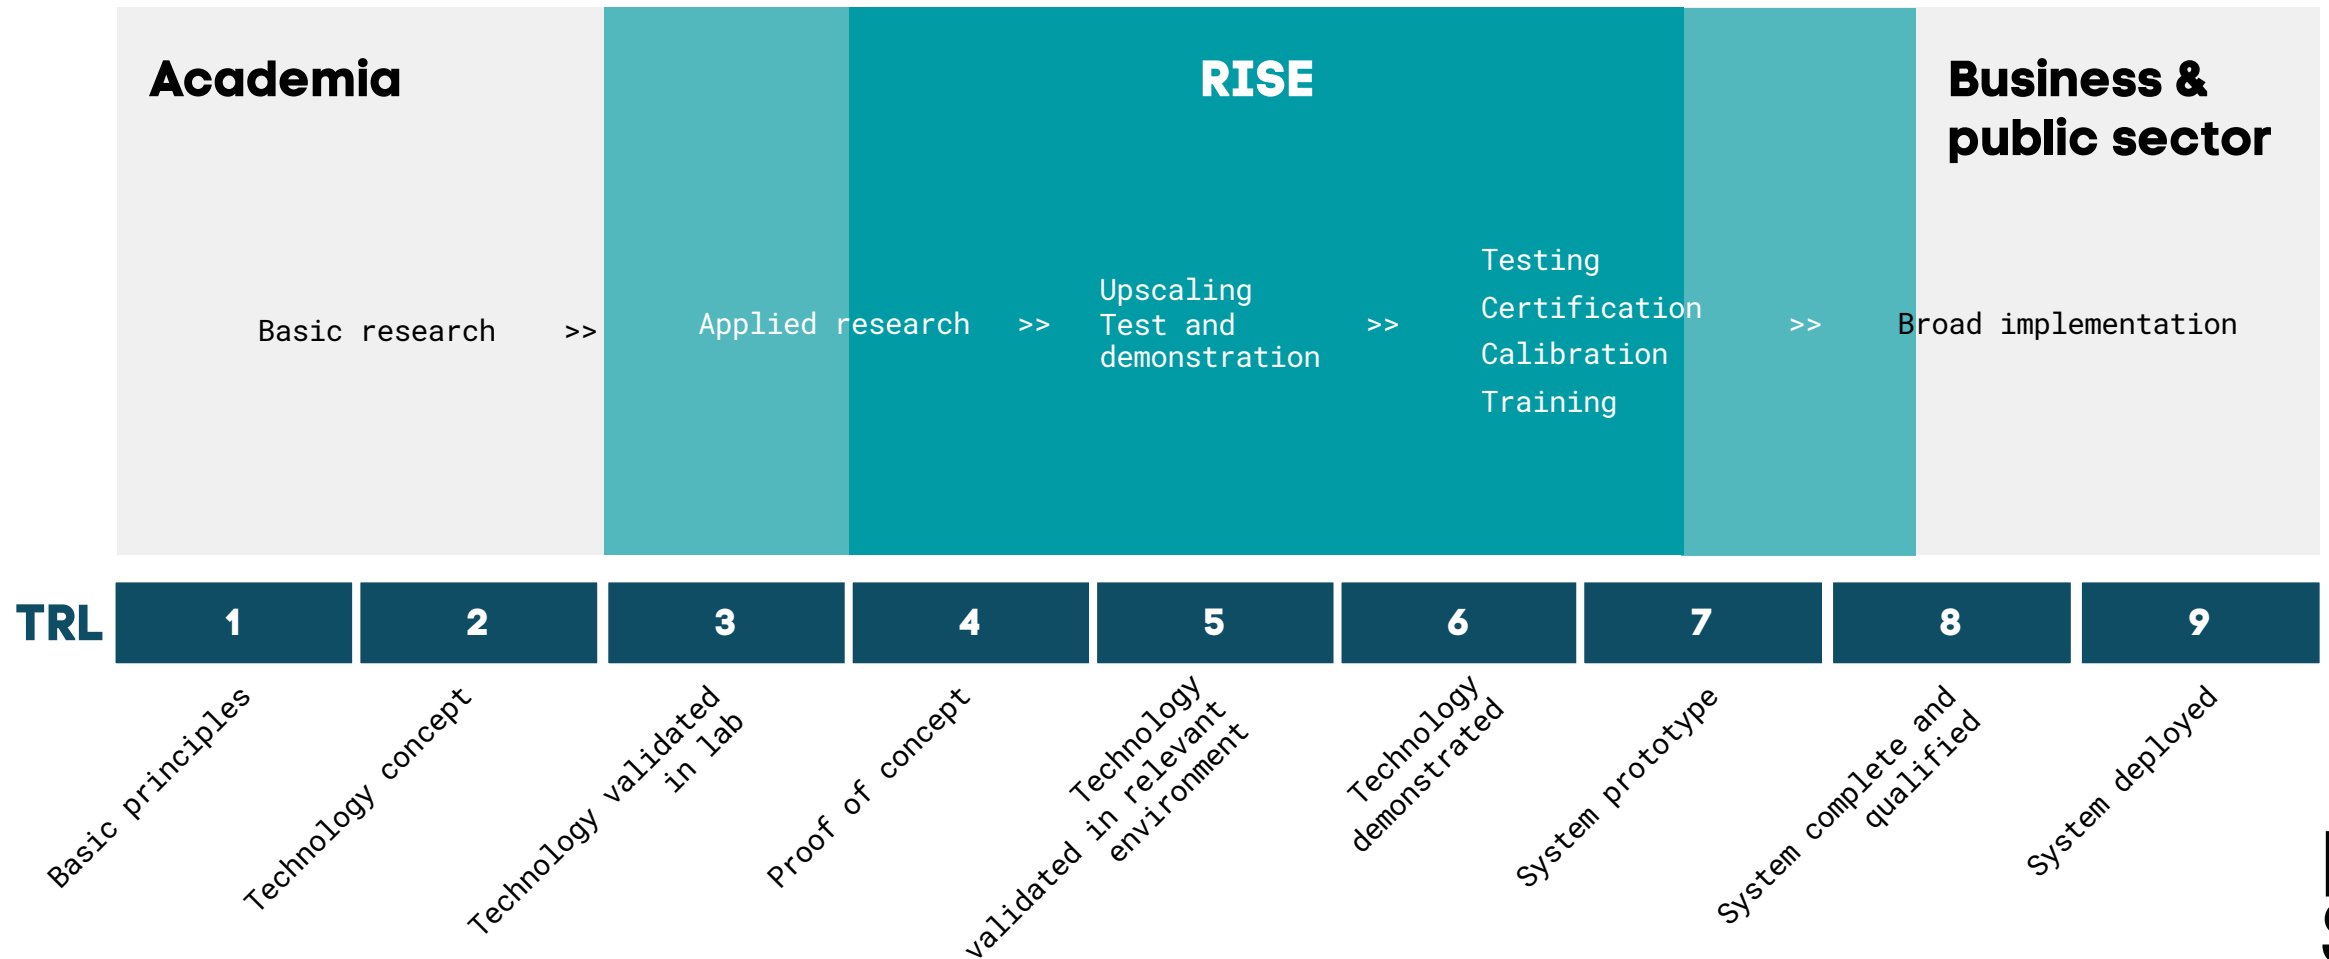 Academia
RISE
Business &
public sector
Basic research
>>
Applied research
>>
Upscaling
Test and
demonstration
>>
Testing
Certification
Calibration
Training
>>
Broad implementation
TRL
1
2
3
4
5
6
7
8
9
Basic principles
Technology concept
Technology validated
in lab
Proof of concept
Technology
validated in relevant
environment
Technology
demonstrated
System prototype
System complete and
qualified
System deployed